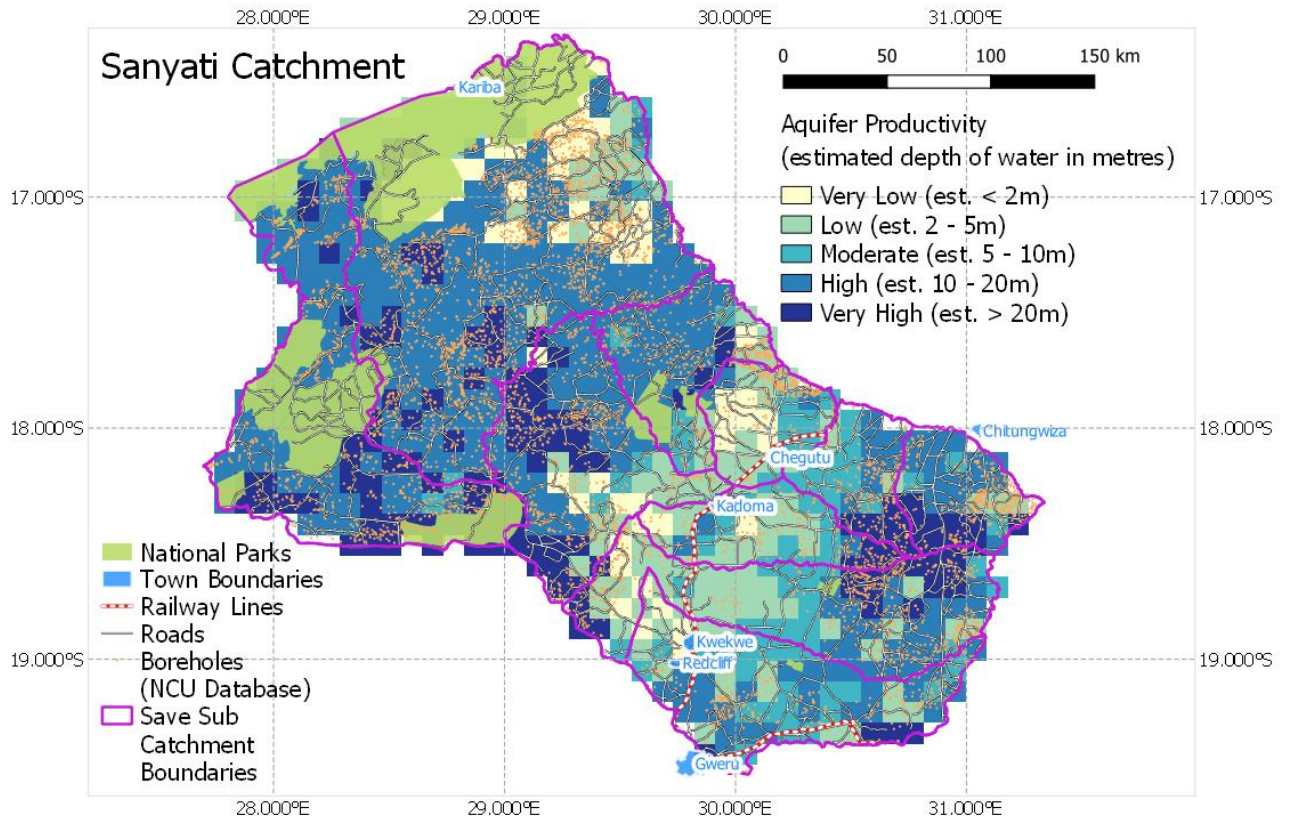 28.000°E 29.000°E 30.000°E 31.000°E
Sanyati Catchment
0 50 100 150 km
Kariba
Aquifer Productivity
(estimated depth of water in metres)
Very Low (est. < 2m)
17.000°S 17.000°S
Low (est. 2 - 5m)
Moderate (est. 5 - 10m)
High (est. 10 - 20m)
Very High (est. > 20m)
18.000°S 18.000°S
Chitungwiza
Chegutu
Kadoma
National Parks
Town Boundaries
Railway Lines
Roads
Boreholes
(NCU Database)
Save Sub
Catchment
Boundaries
Kwekwe
Redcliff
19.000°S 19.000°S
Gweru
28.000°E 29.000°E 30.000°E 31.000°E